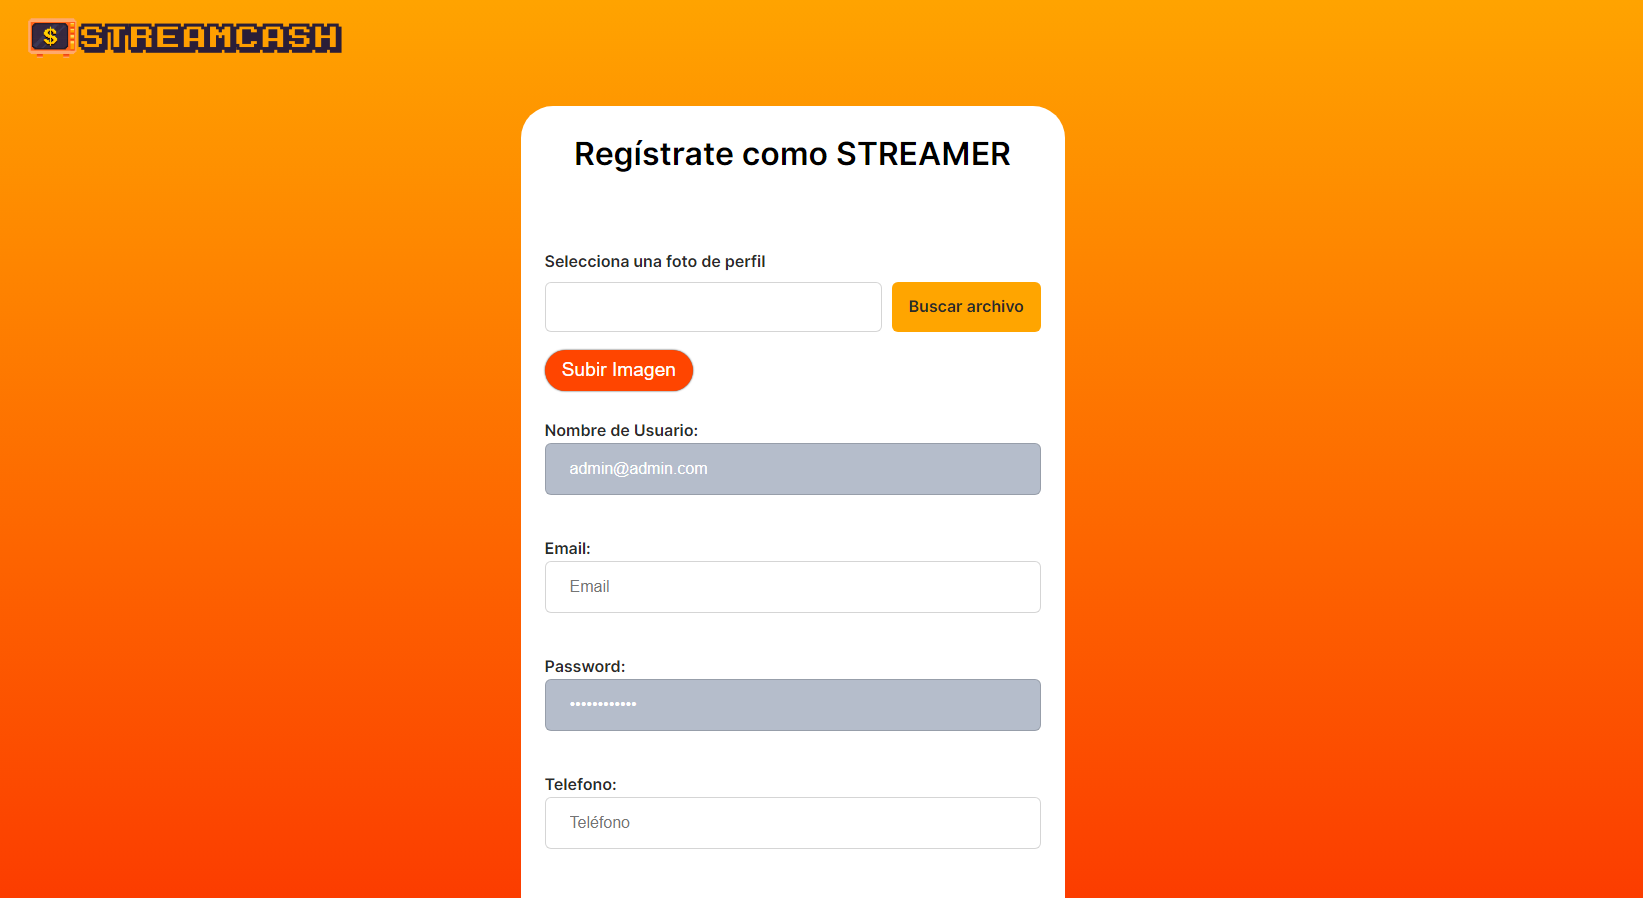 $ STREAMCASH
Regístrate como STREAMER
Selecciona una foto de perfil
Buscar archivo
Subir Imagen
Nombre de Usuario:
admin@admin.com
Email:
Email
Password:
••••••••••••
Telefono:
Teléfono